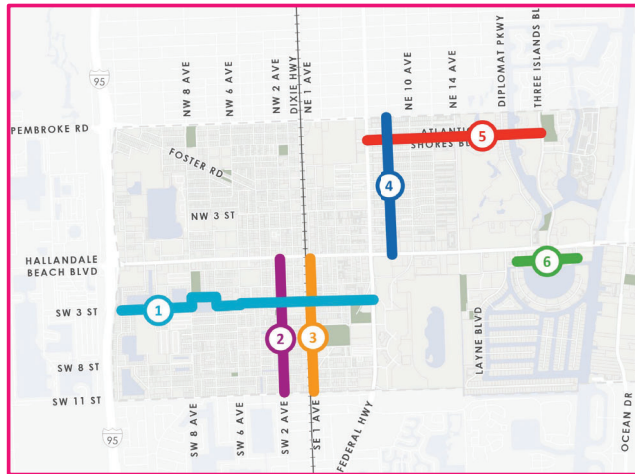 95
NW 8 AVE
NW 6 AVE
NW 2 AVE
DIXIE HWY
NE 1 AVE
NE 10 AVE
NE 14 AVE
DIPLOMAT PKWY
THREE ISLANDS BL
PEMBROKE RD
FOSTER RD
SHORES
5
4
NW 3 ST
HALLANDALE
BEACH BLVD
6
SW 3 ST
1
2
3
LAYNE BLVD
SW 8 ST
SW 11 ST
95
SW 8 AVE
SW 6 AVE
SW 2 AVE
SE 1 AVE
FEDERAL HWY
OCEAN DR